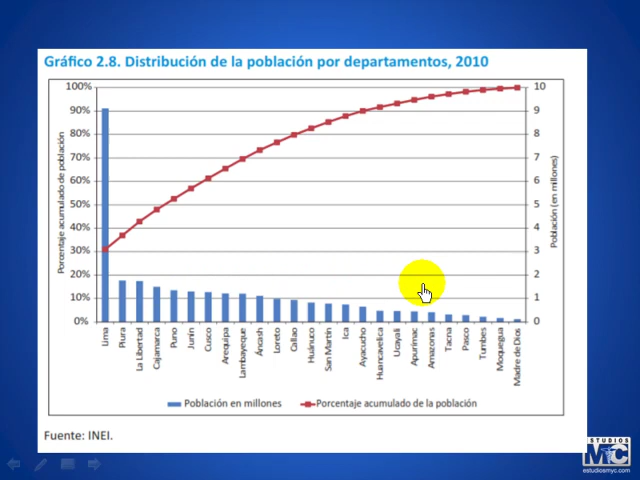 Gráfico 2.8. Distribución de la población por departamentos, 2010
100%
90%
80%
70%
60%
50%
40%
30%
20%
10%
0%
Porcentaje acumulado de población
10
9
8
7
6
5
4
3
2
1
0
Población (en millones)
Lima
Piura
La Libertad
Cajamarca
Puno
Junín
Cusco
Arequipa
Lambayeque
Áncash
Loreto
Callao
Huánuco
San Martín
Ica
Ayacucho
Huancavelica
Ucayali
Apurímac
Amazonas
Tacna
Pasco
Tumbes
Moquegua
Madre de Dios
Población en millones
Porcentaje acumulado de la población
Fuente: INEI.
ESTUDIOS
MyC
estudiosmyc.com